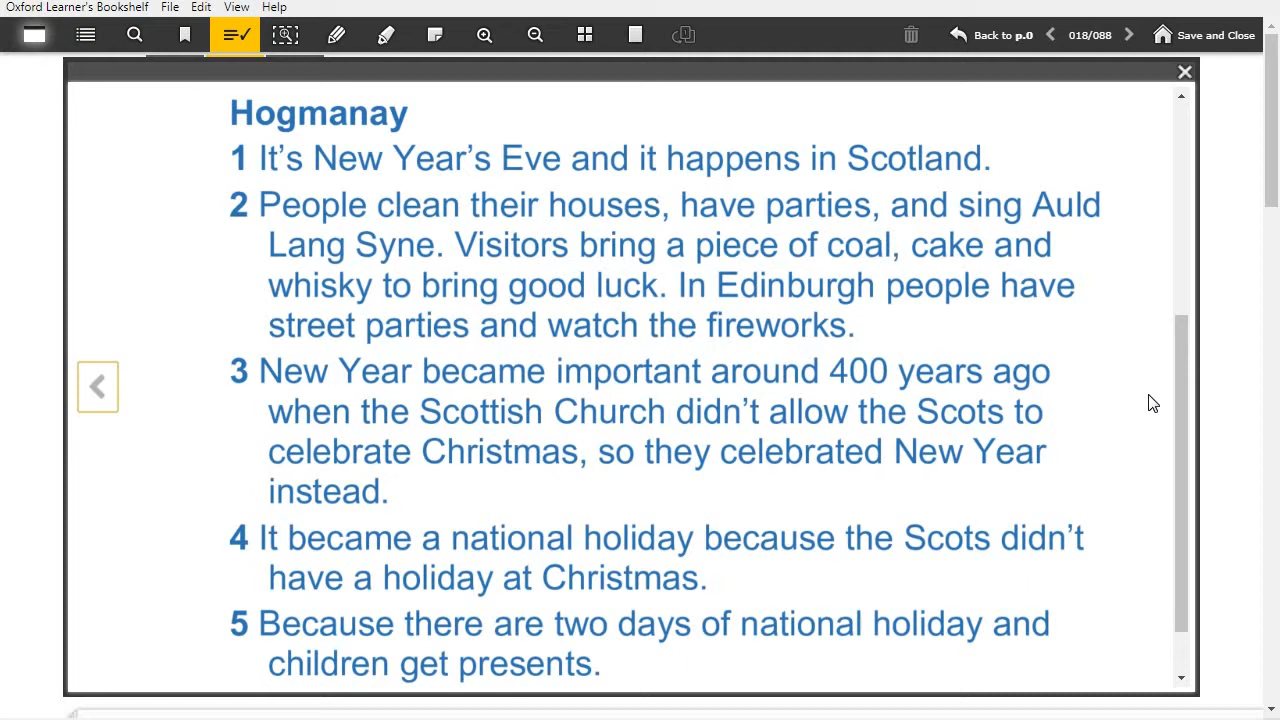 Oxford Learner's Bookshelf File Edit View Help
Back to p.0 018/088 Save and Close
Hogmanay
1 It's New Year's Eve and it happens in Scotland.
2 People clean their houses, have parties, and sing Auld
Lang Syne. Visitors bring a piece of coal, cake and
whisky to bring good luck. In Edinburgh people have
street parties and watch the fireworks.
3 New Year became important around 400 years ago
when the Scottish Church didn't allow the Scots to
celebrate Christmas, so they celebrated New Year
instead.
4 It became a national holiday because the Scots didn't
have a holiday at Christmas.
5 Because there are two days of national holiday and
children get presents.